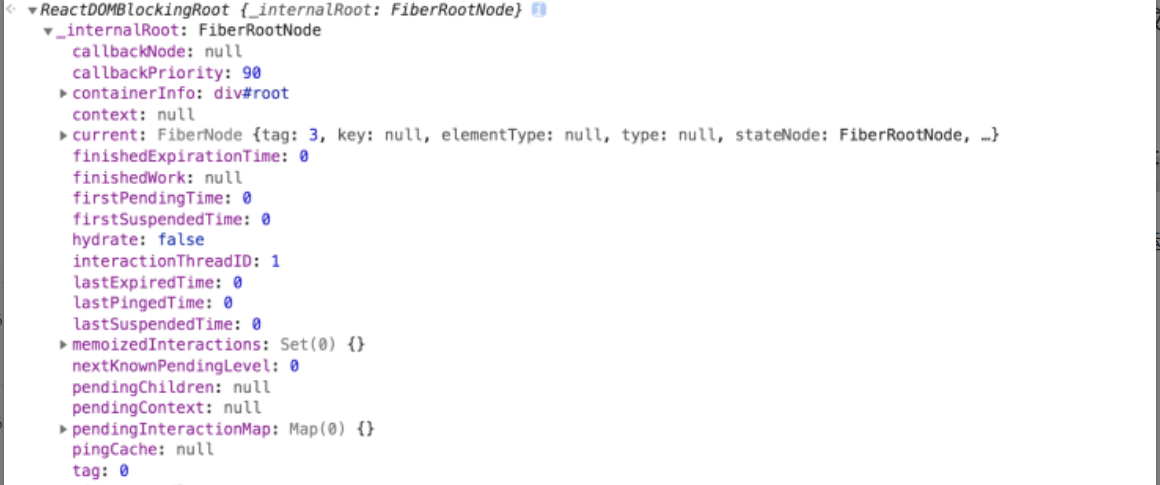 ReactDOMBlockingRoot {_internalRoot: FiberRootNode}
_internalRoot: FiberRootNode
callbackNode: null
callbackPriority: 90
containerInfo: div#root
context: null
current: FiberNode {tag: 3, key: null, elementType: null, type: null, stateNode: FiberRootNode, …}
finishedExpirationTime: 0
finishedWork: null
firstPendingTime: 0
firstSuspendedTime: 0
hydrate: false
interactionThreadID: 1
lastExpiredTime: 0
lastPingedTime: 0
lastSuspendedTime: 0
memoizedInteractions: Set(0) {}
nextKnownPendingLevel: 0
pendingChildren: null
pendingContext: null
pendingInteractionMap: Map(0) {}
pingCache: null
tag: 0